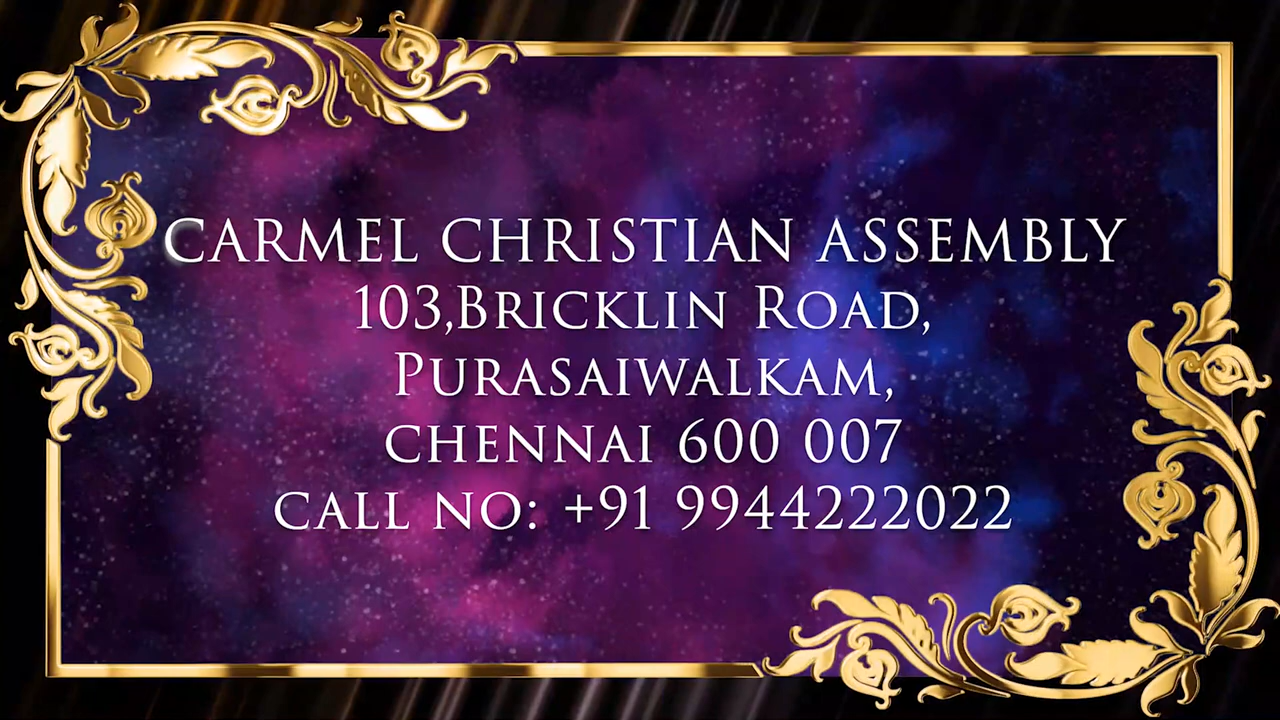 CARMEL CHRISTIAN ASSEMBLY
103,BRICKLIN ROAD,
PURASAIWALKAM,
CHENNAI 600 007
CALL NO: +91 9944222022